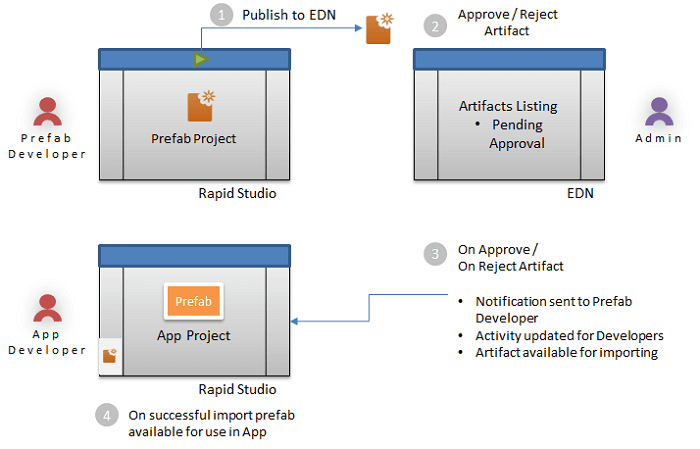 1 Publish to EDN
2 Approve / Reject
Artifact
Prefab
Developer
Prefab Project
Rapid Studio
Artifacts Listing
• Pending
Approval
EDN
Admin
App
Developer
Prefab
App Project
Rapid Studio
3 On Approve /
On Reject Artifact
• Notification sent to Prefab
Developer
• Activity updated for Developers
• Artifact available for importing
4 On successful import prefab
available for use in App